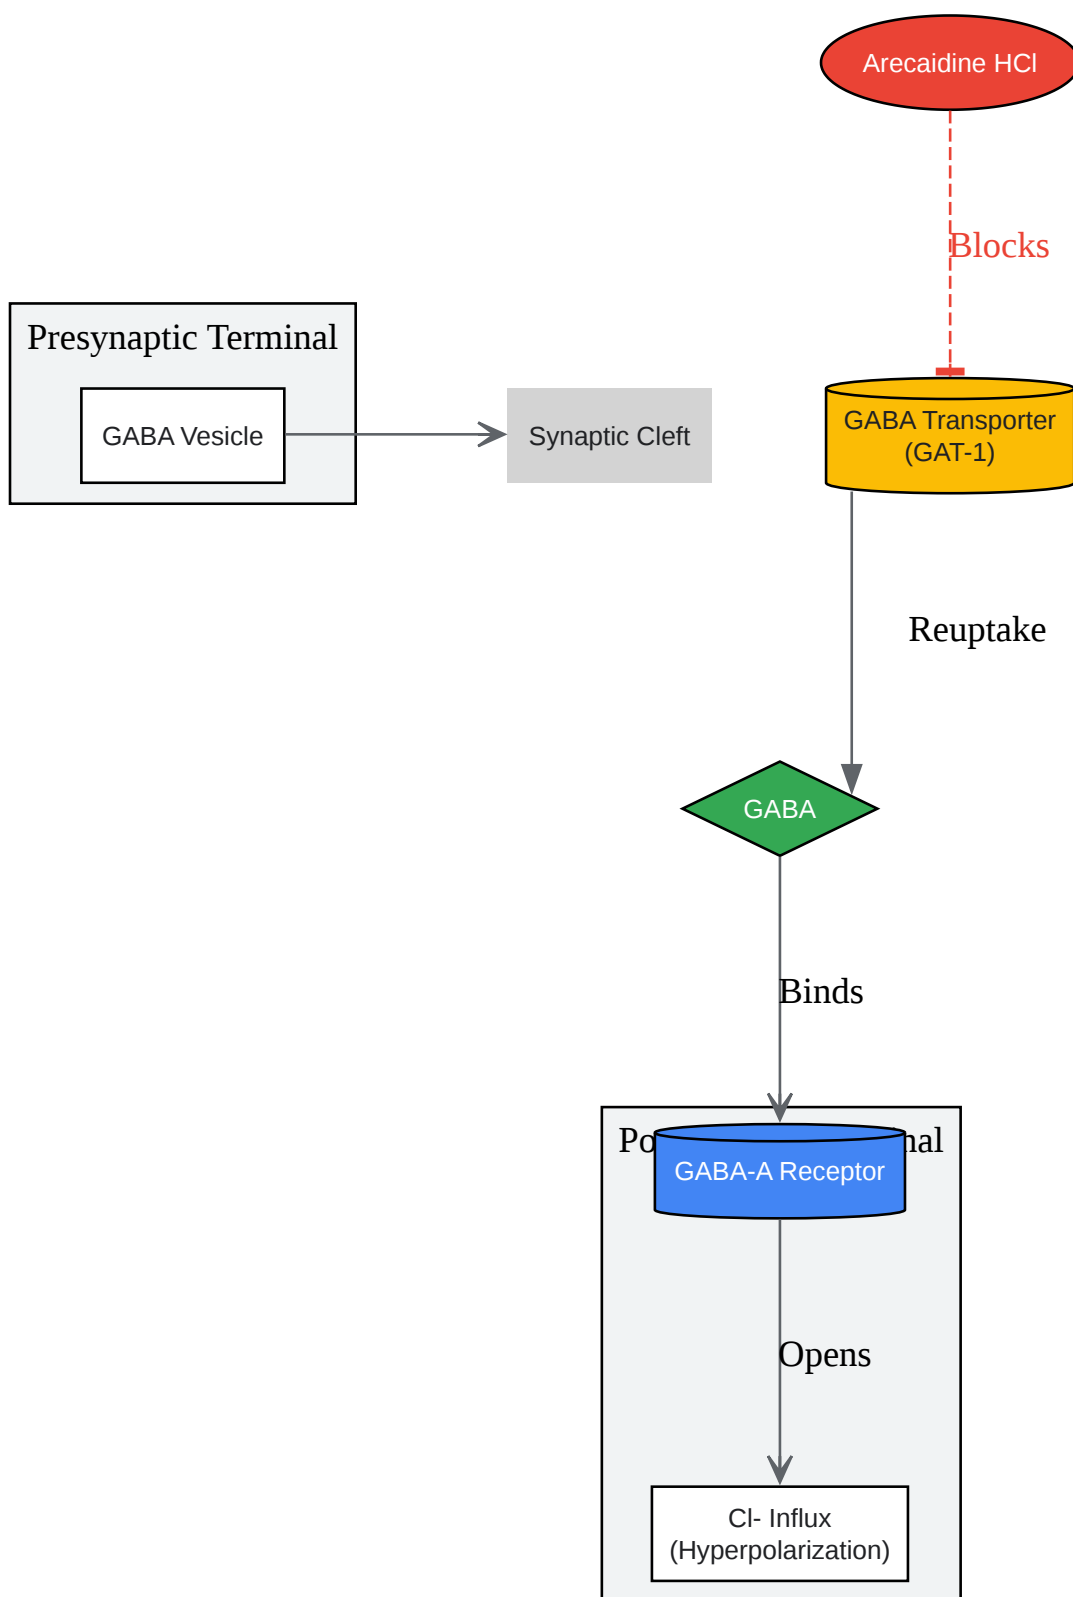 Arecaidine HCl
Blocks
Presynaptic Terminal
GABA Vesicle
Synaptic Cleft
GABA Transporter
(GAT-1)
Reuptake
GABA
Binds
GABA-A Receptor
Opens
Cl- Influx
(Hyperpolarization)